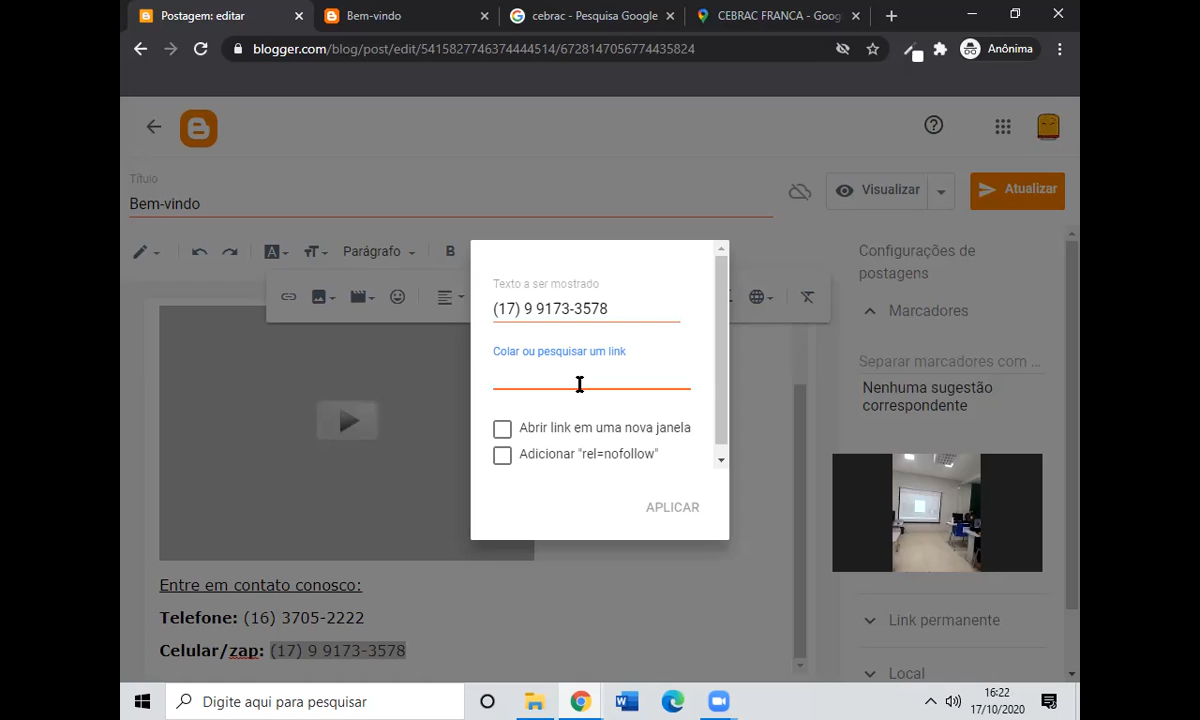 Postagem: editar
Bem-vindo
cebrac - Pesquisa Google
CEBRAC FRANCA - Goog
blogger.com/blog/post/edit/5415827746374444514/6728147056774435824
Anônima
Título
Bem-vindo
Visualizar
Atualizar
Parágrafo
B
Configurações de
postagens
Marcadores
Separar marcadores com ...
Nenhuma sugestão
correspondente
Texto a ser mostrado
(17) 9 9173-3578
Colar ou pesquisar um link
Abrir link em uma nova janela
Adicionar "rel=nofollow"
APLICAR
Entre em contato conosco:
Telefone: (16) 3705-2222
Celular/zap: (17) 9 9173-3578
Link permanente
Local
Digite aqui para pesquisar
16:22
17/10/2020